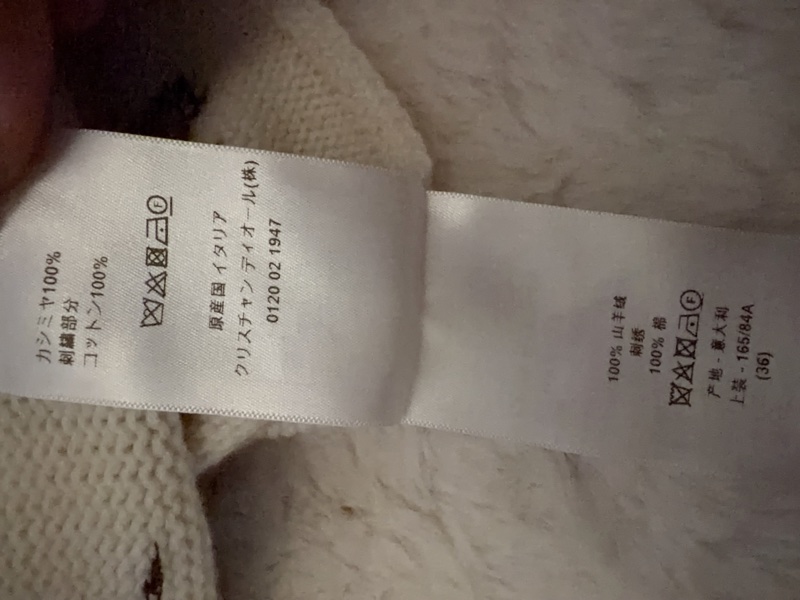 カシミヤ100%
刺繍部分
コットン100%
原産国 イタリア
クリスチャン ディオール(株)
0120 02 1947
100% 山羊绒
刺绣
100% 棉
产地 - 意大利
上装 - 165/84A
(36)